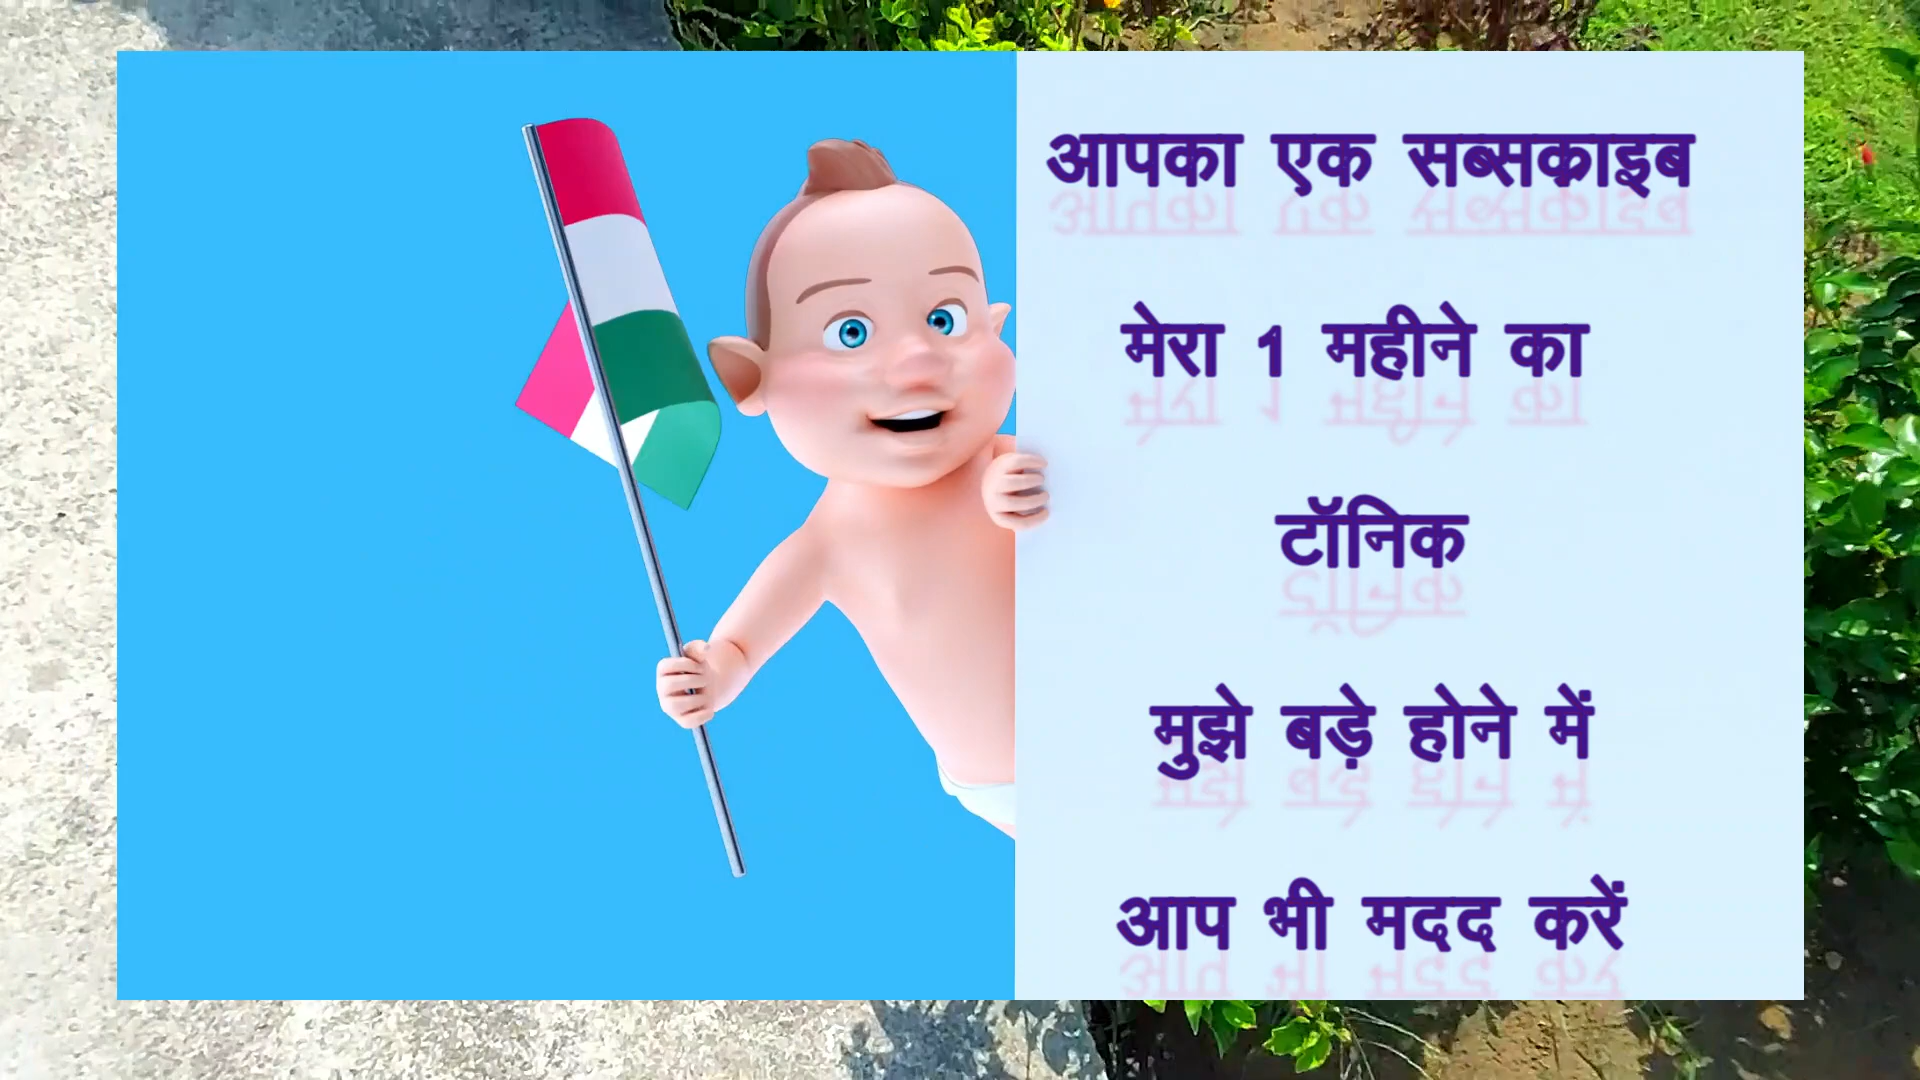 आपका एक सब्सक्राइब
मेरा 1 महीने का
टॉनिक
मुझे बड़े होने में
आप भी मदद करें